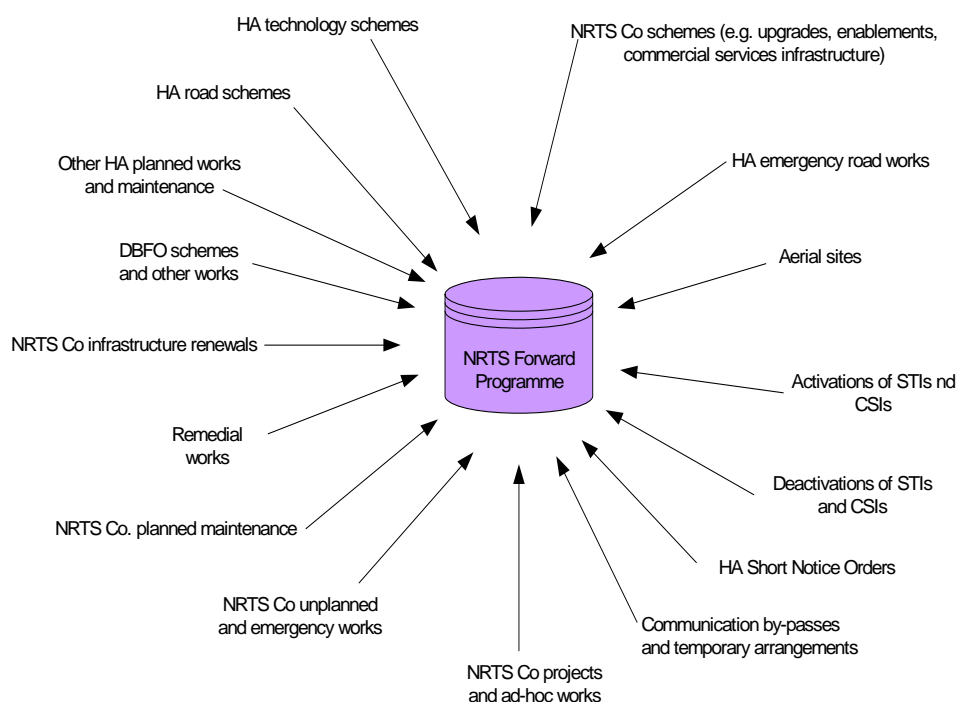 HA technology schemes
NRTS Co schemes (e.g. upgrades, enablements,
commercial services infrastructure)
HA road schemes
Other HA planned works
and maintenance
HA emergency road works
DBFO schemes
and other works
Aerial sites
NRTS Co infrastructure renewals
NRTS Forward
Programme
Activations of STIs nd
CSIs
Remedial
works
Deactivations of STIs
and CSIs
NRTS Co. planned maintenance
HA Short Notice Orders
NRTS Co unplanned
and emergency works
Communication by-passes
and temporary arrangements
NRTS Co projects
and ad-hoc works